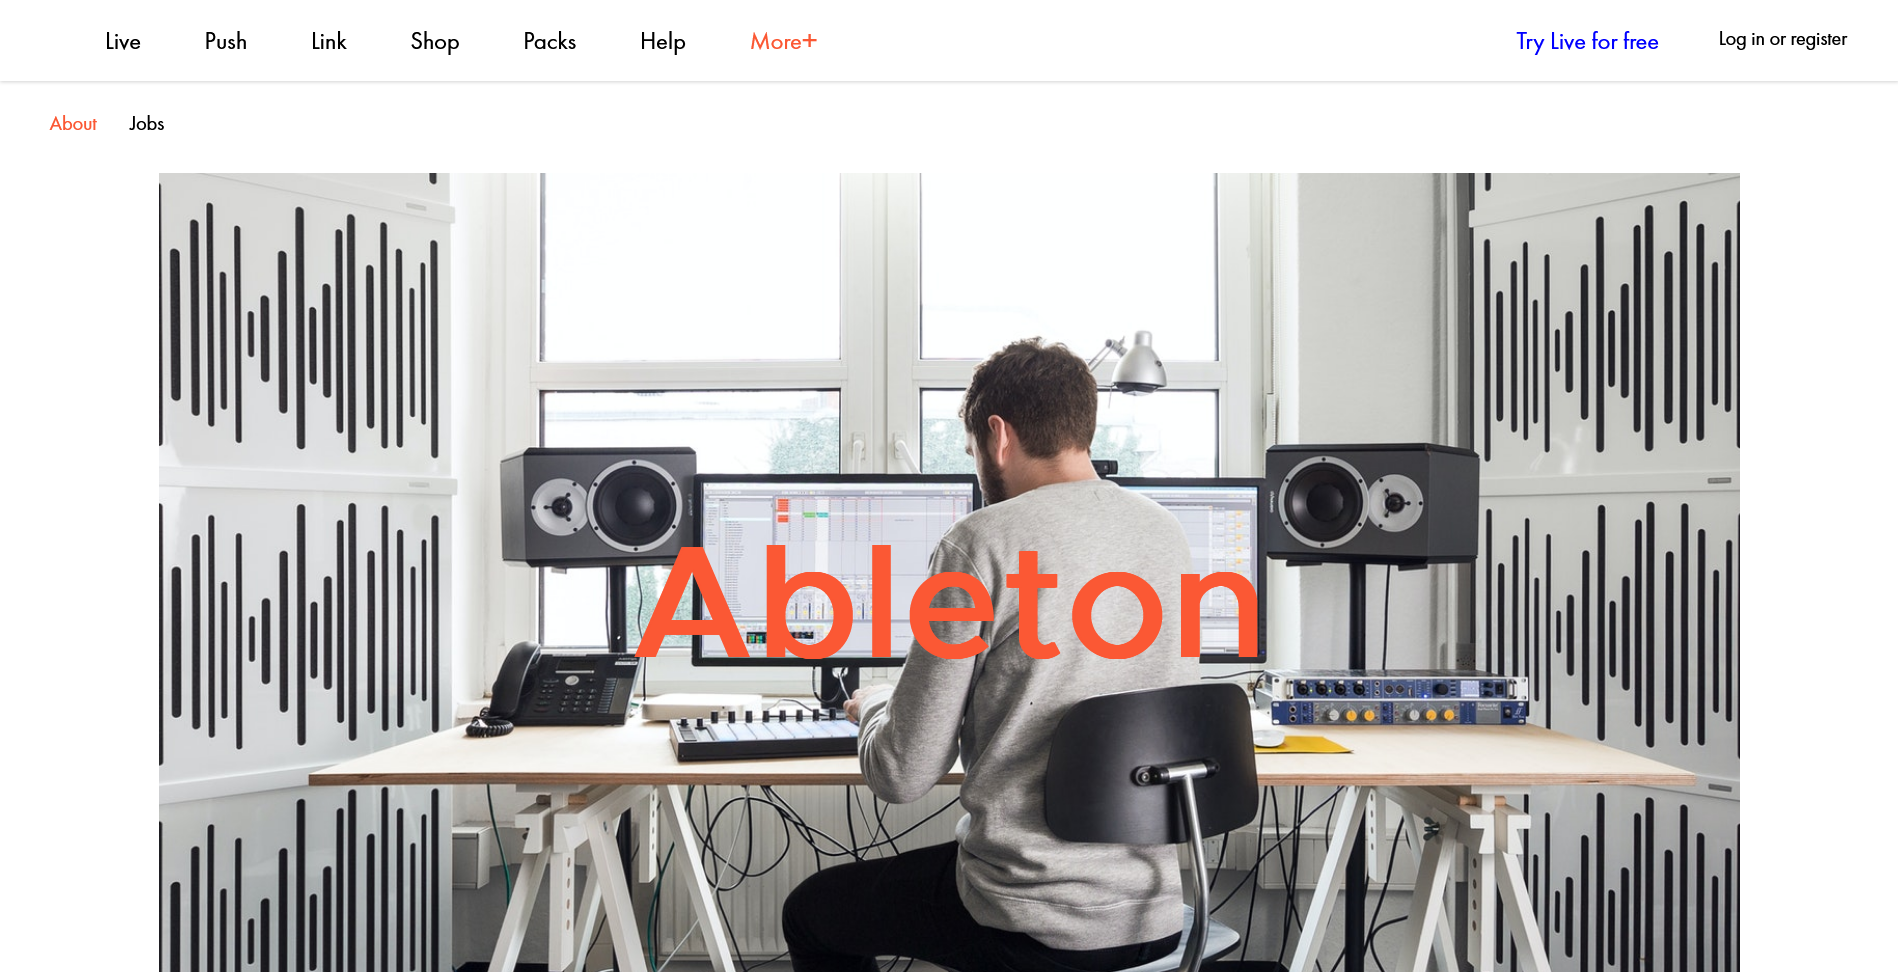 Live Push Link Shop Packs Help More+ Try Live for free Log in or register
About Jobs
Ableton